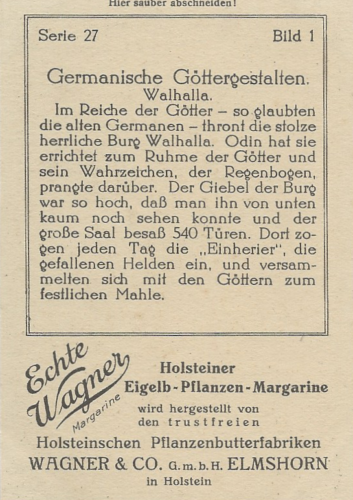 Hier sauber abschneiden!
Serie 27 Bild 1
Germanische Göttergestalten.
Walhalla.
Im Reiche der Götter – so glaubten
die alten Germanen – thront die stolze
herrliche Burg Walhalla. Odin hat sie
errichtet zum Ruhme der Götter und
sein Wahrzeichen, der Regenbogen,
prangte darüber. Der Giebel der Burg
war so hoch, daß man ihn von unten
kaum noch sehen konnte und der
große Saal besaß 540 Türen. Dort zo-
gen jeden Tag die „Einherier“, die
gefallenen Helden ein, und versam-
melten sich mit den Göttern zum
festlichen Mahle.
Echte
Wagner
Margarine
Holsteiner
Eigelb-Pflanzen-Margarine
wird hergestellt von
den trustfreien
Holsteinschen Pflanzenbutterfabriken
WAGNER & CO. G.m.b.H. ELMSHORN
in Holstein